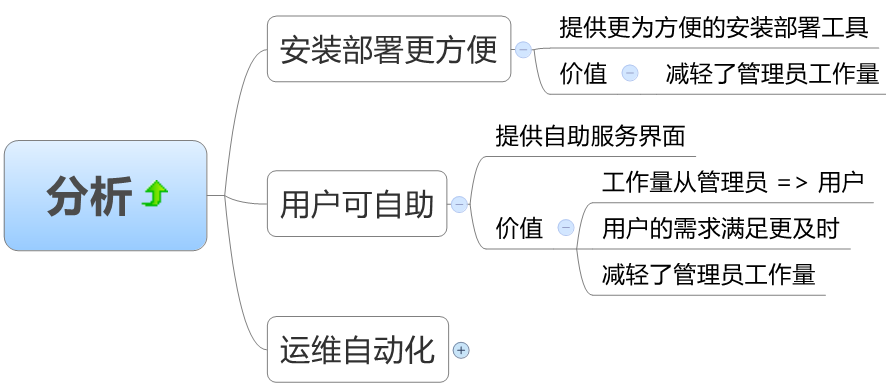 分析
安装部署更方便
提供更为方便的安装部署工具
价值
减轻了管理员工作量
用户可自助
提供自助服务界面
价值
工作量从管理员 => 用户
用户的需求满足更及时
减轻了管理员工作量
运维自动化